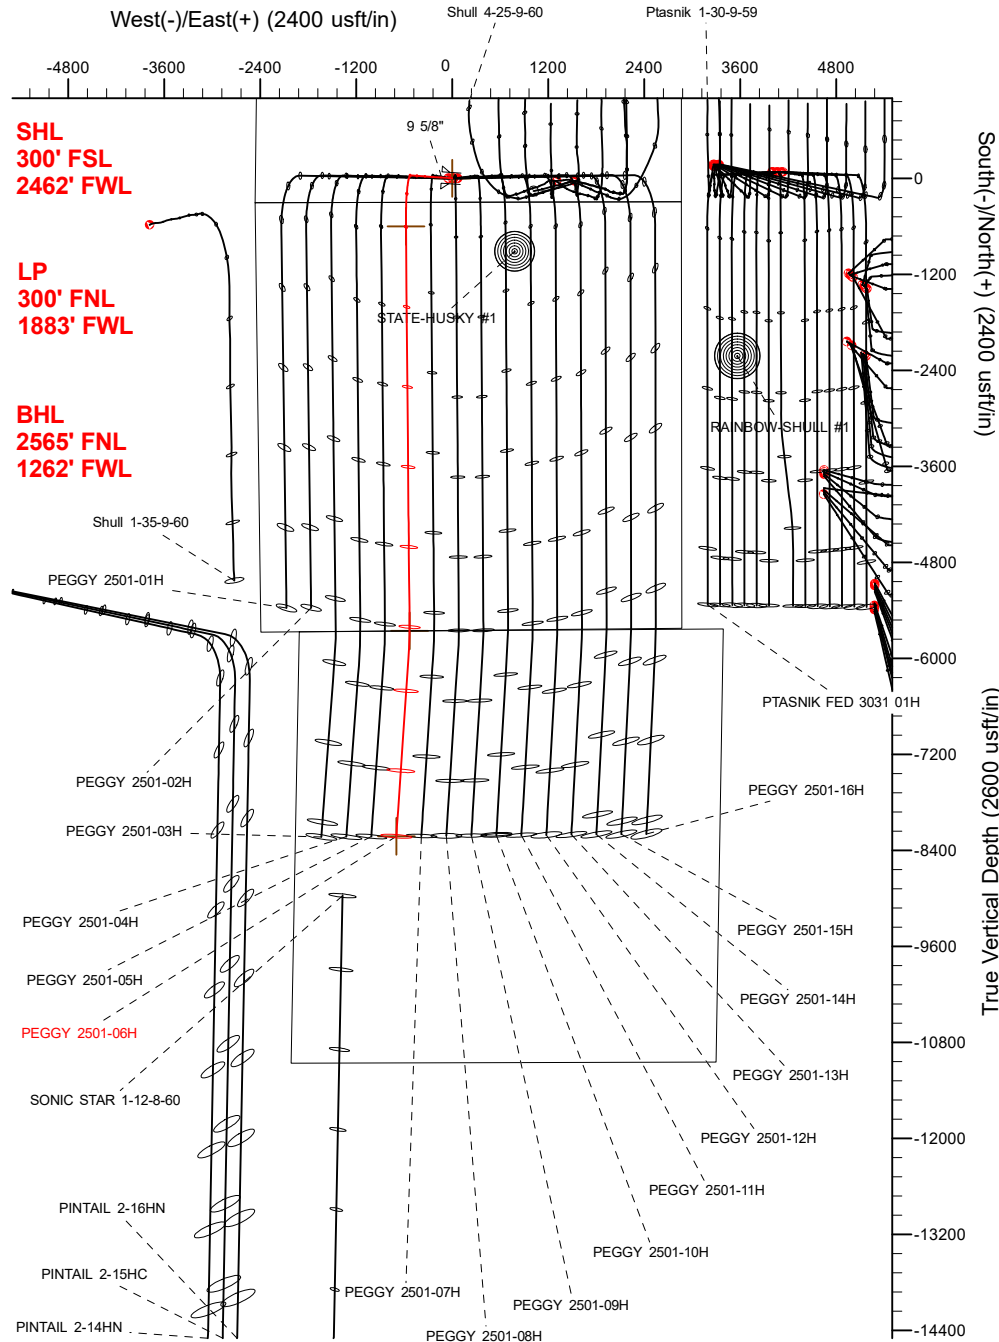 West(-)/East(+) (2400 usft/in)
Shull 4-25-9-60
Ptasnik 1-30-9-59
-4800
-3600
-2400
-1200
0
1200
2400
3600
4800
SHL
300' FSL
2462' FWL
9 5/8"
LP
300' FNL
1883' FWL
STATE-HUSKY #1
BHL
2565' FNL
1262' FWL
RAINBOW-SHULL #1
Shull 1-35-9-60
PEGGY 2501-01H
PTASNIK FED 3031 01H
PEGGY 2501-02H
PEGGY 2501-16H
PEGGY 2501-03H
PEGGY 2501-04H
PEGGY 2501-15H
PEGGY 2501-05H
PEGGY 2501-14H
PEGGY 2501-06H
PEGGY 2501-13H
SONIC STAR 1-12-8-60
PEGGY 2501-12H
PEGGY 2501-11H
PINTAIL 2-16HN
PEGGY 2501-10H
PINTAIL 2-15HC
PEGGY 2501-07H
PEGGY 2501-09H
PINTAIL 2-14HN
PEGGY 2501-08H
0
-1200
-2400
-3600
-4800
-6000
-7200
-8400
-9600
-10800
-12000
-13200
-14400
South(-)/North(+) (2400 usft/in)
True Vertical Depth (2600 usft/in)